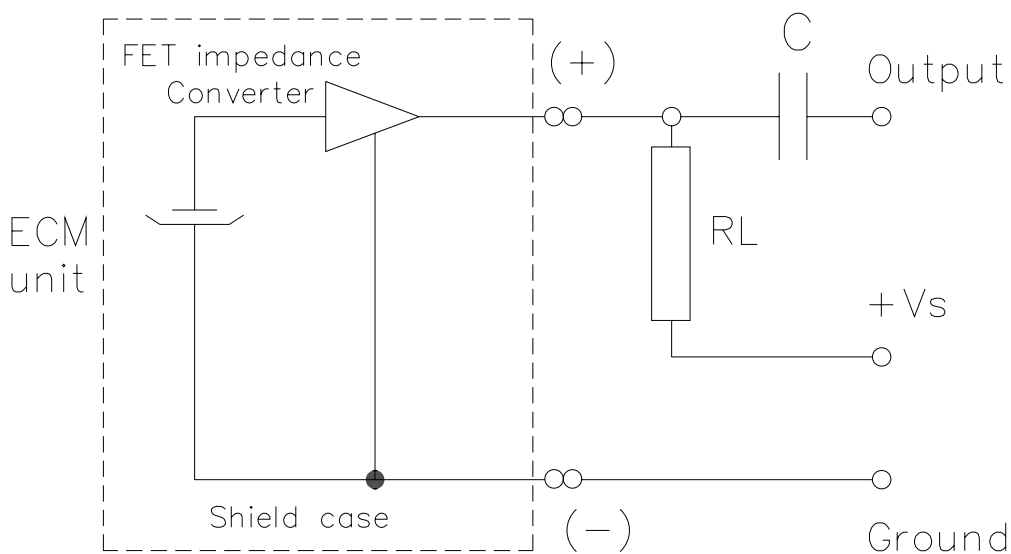 FET impedance
Converter
(+)
C
Output
ECM
unit
RL
+Vs
Shield case
(-)
Ground